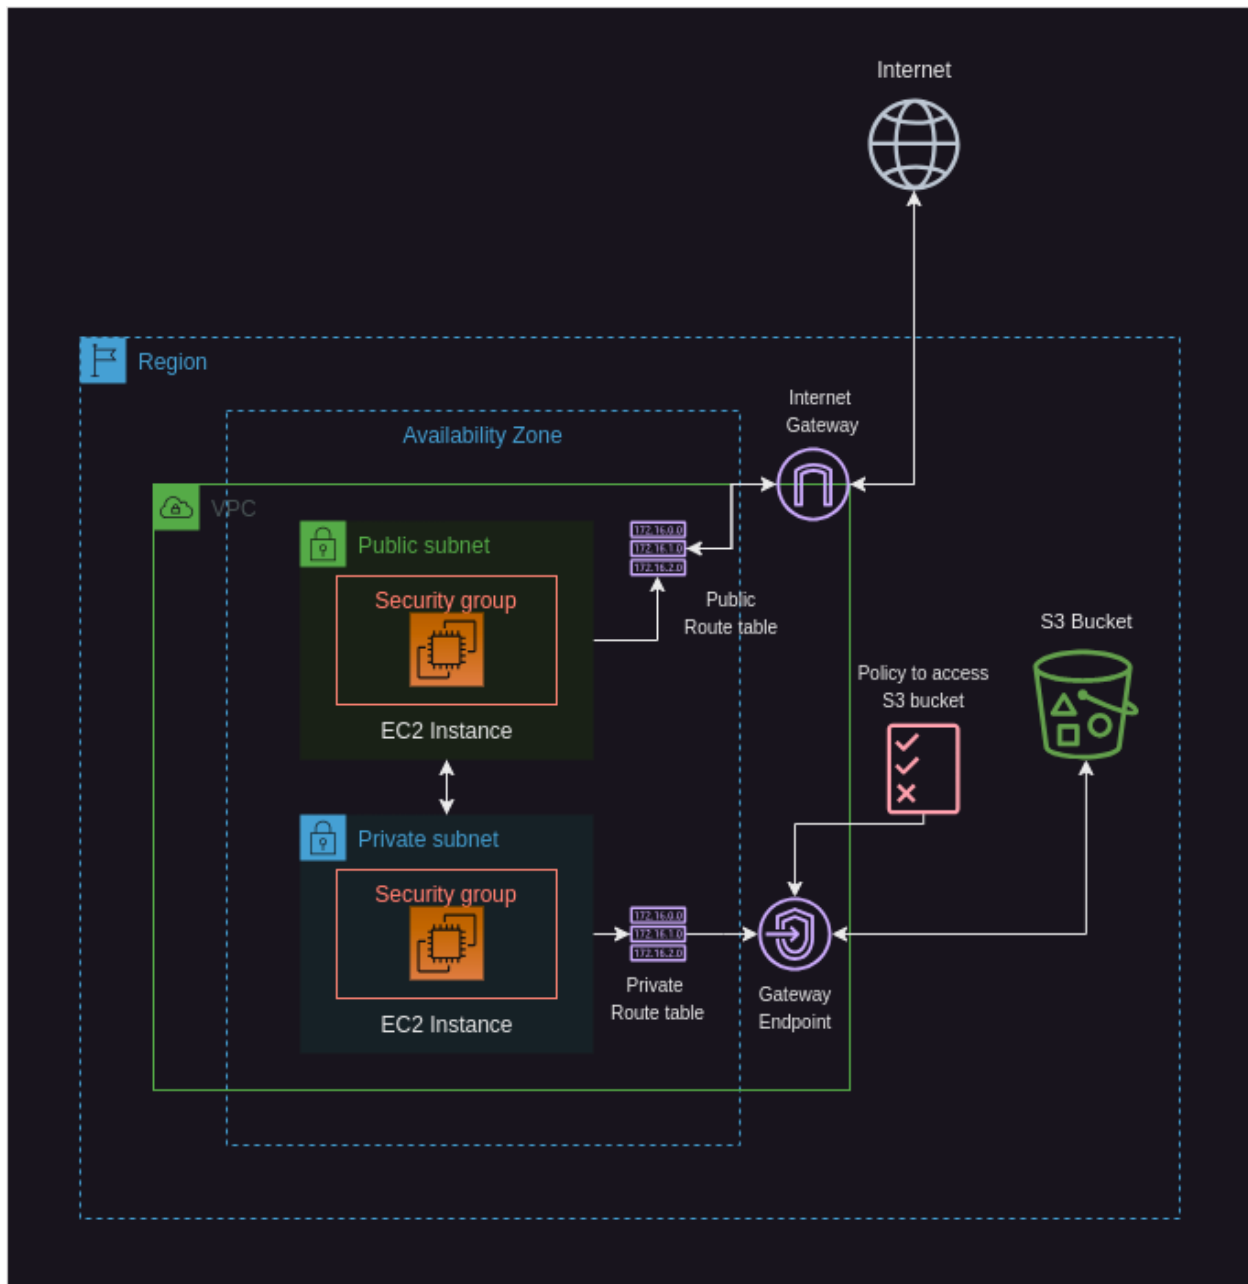 Internet
Region
Internet
Gateway
Availability Zone
VPC
Public subnet
172.16.0.0
172.16.1.0
172.16.2.0
Security group
Public
Route table
EC2 Instance
S3 Bucket
Policy to access
S3 bucket
Private subnet
Security group
172.16.0.0
172.16.1.0
172.16.2.0
Private
Route table
Gateway
Endpoint
EC2 Instance